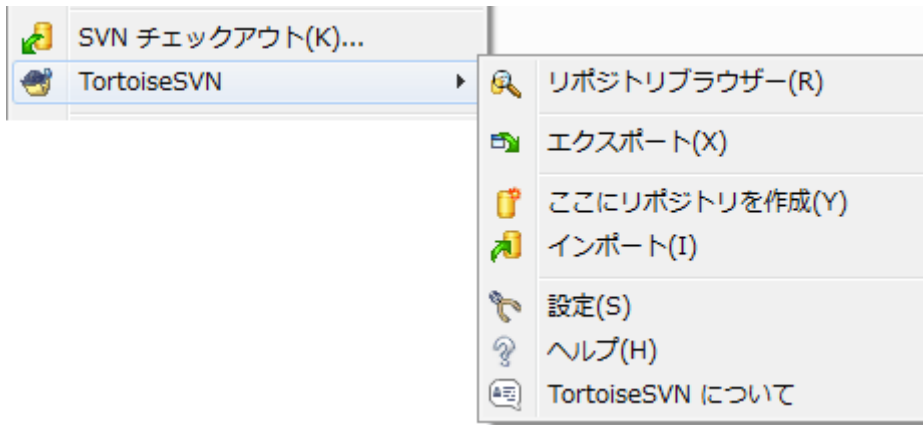 SVN チェックアウト(K)...
TortoiseSVN
リポジトリブラウザー(R)
エクスポート(X)
ここにリポジトリを作成(Y)
インポート(I)
設定(S)
ヘルプ(H)
TortoiseSVN について